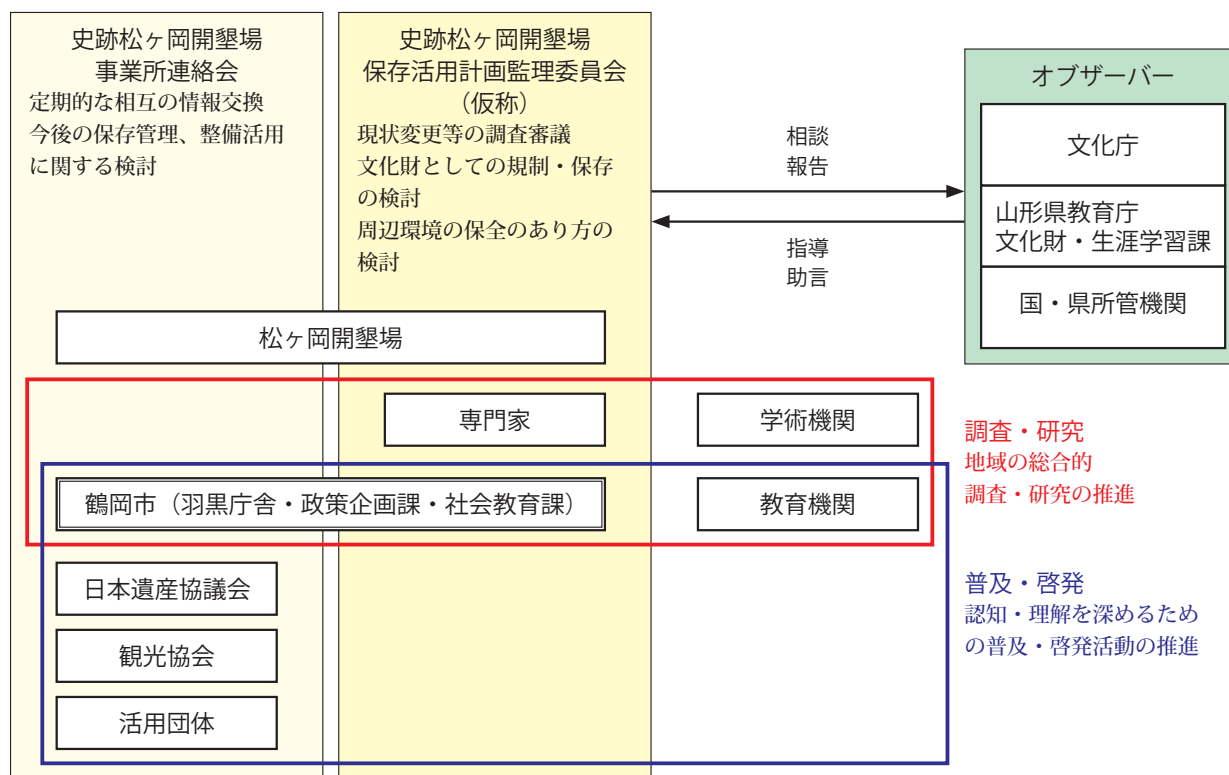 史跡松ヶ岡開墾場
事業所連絡会
定期的な相互の情報交換
今後の保存管理、整備活用
に関する検討
史跡松ヶ岡開墾場
保存活用計画監理委員会
（仮称）
現状変更等の調査審議
文化財としての規制・保存
の検討
周辺環境の保全のあり方の
検討
相談
報告
指導
助言
オブザーバー
文化庁
山形県教育庁
文化財・生涯学習課
国・県所管機関
松ヶ岡開墾場
専門家
学術機関
鶴岡市（羽黒庁舎・政策企画課・社会教育課）
教育機関
調査・研究
地域の総合的
調査・研究の推進
日本遺産協議会
観光協会
活用団体
普及・啓発
認知・理解を深めるため
の普及・啓発活動の推進